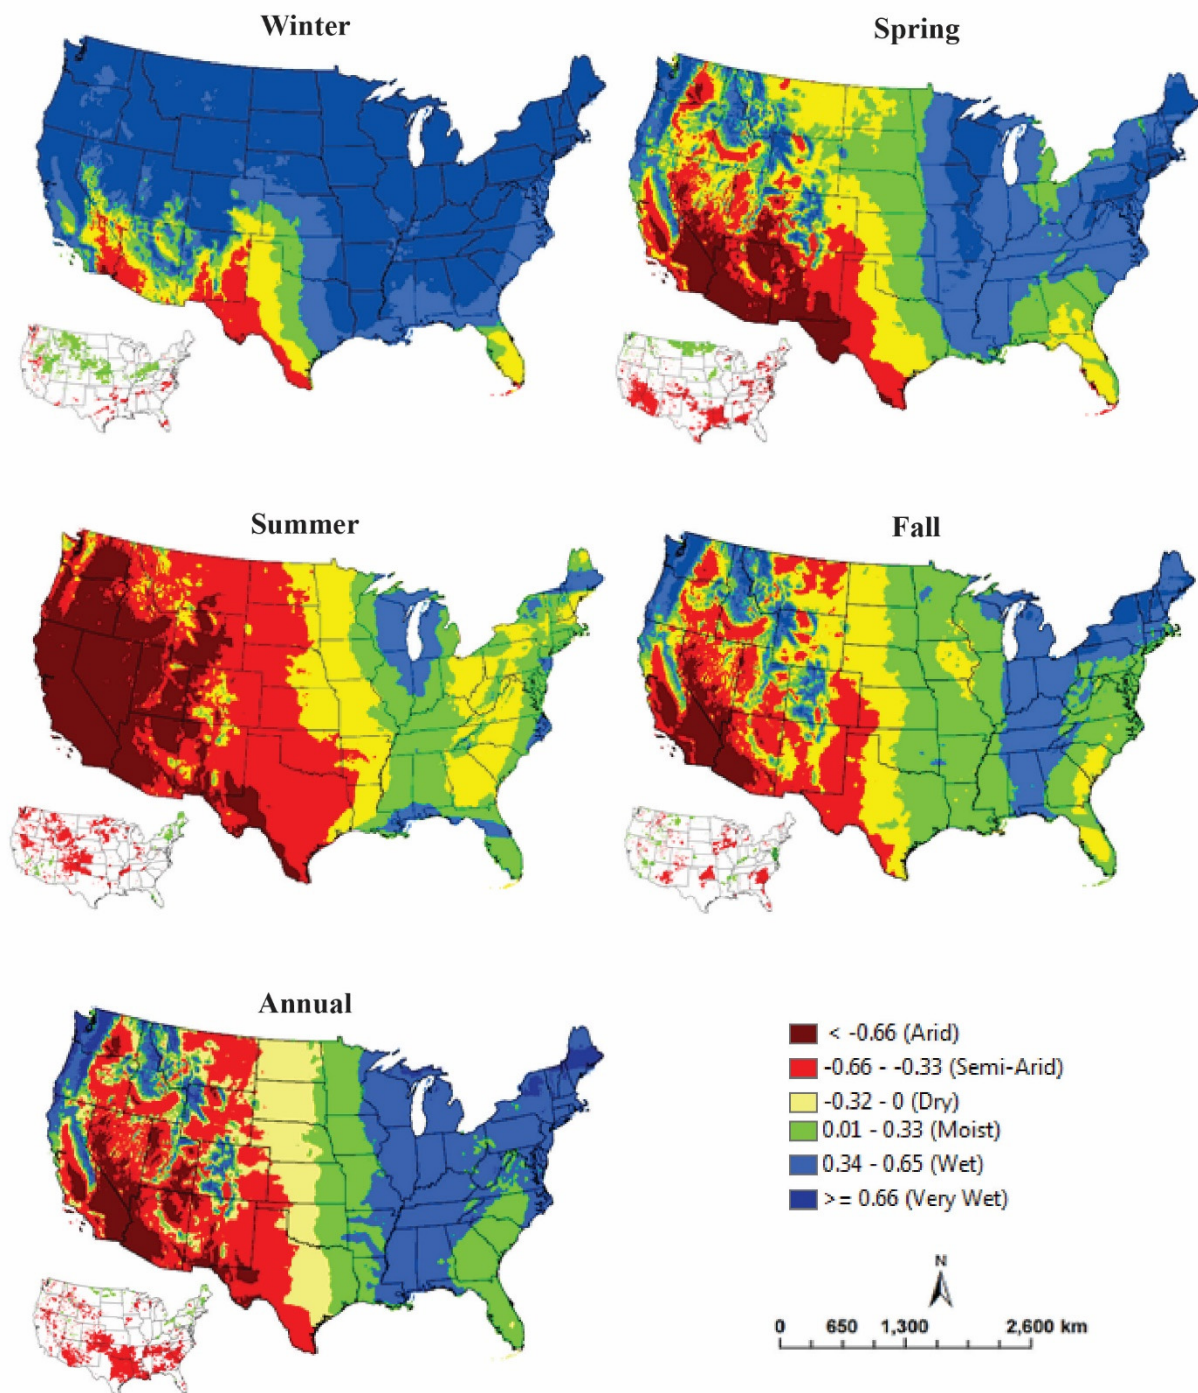 Winter
Spring
Summer
Fall
Annual
< -0.66 (Arid)
-0.66 - -0.33 (Semi-Arid)
-0.32 - 0 (Dry)
0.01 - 0.33 (Moist)
0.34 - 0.65 (Wet)
>= 0.66 (Very Wet)
N
0 650 1,300 2,600 km